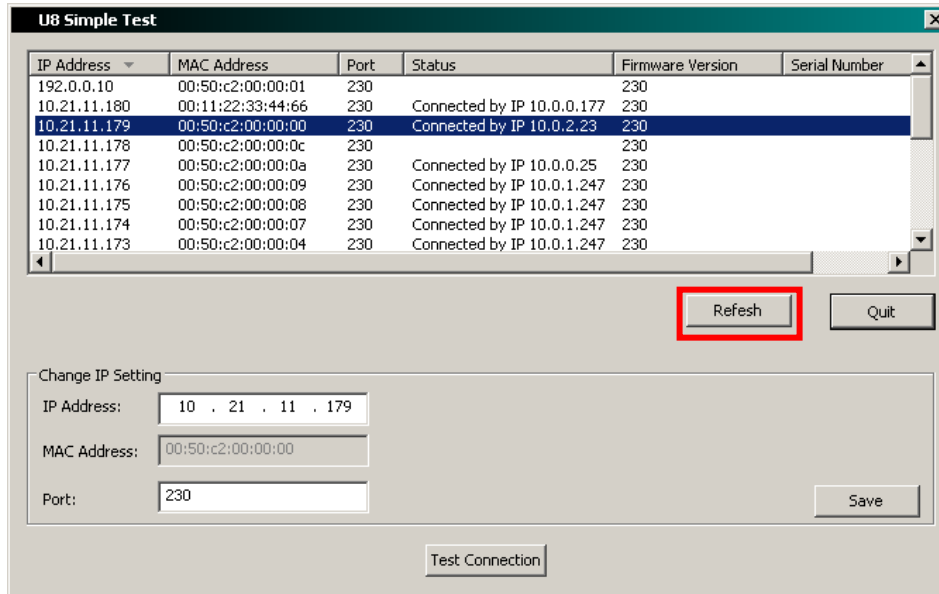 U8 Simple Test
IP Address MAC Address Port Status Firmware Version Serial Number
192.0.0.10 00:50:c2:00:00:01 230 230
10.21.11.180 00:11:22:33:44:66 230 Connected by IP 10.0.0.177 230
10.21.11.179 00:50:c2:00:00:00 230 Connected by IP 10.0.2.23 230
10.21.11.178 00:50:c2:00:00:0c 230 230
10.21.11.177 00:50:c2:00:00:0a 230 Connected by IP 10.0.0.25 230
10.21.11.176 00:50:c2:00:00:09 230 Connected by IP 10.0.1.247 230
10.21.11.175 00:50:c2:00:00:08 230 Connected by IP 10.0.1.247 230
10.21.11.174 00:50:c2:00:00:07 230 Connected by IP 10.0.1.247 230
10.21.11.173 00:50:c2:00:00:04 230 Connected by IP 10.0.1.247 230
Refesh Quit
Change IP Setting
IP Address: 10 . 21 . 11 . 179
MAC Address: 00:50:c2:00:00:00
Port: 230
Save
Test Connection